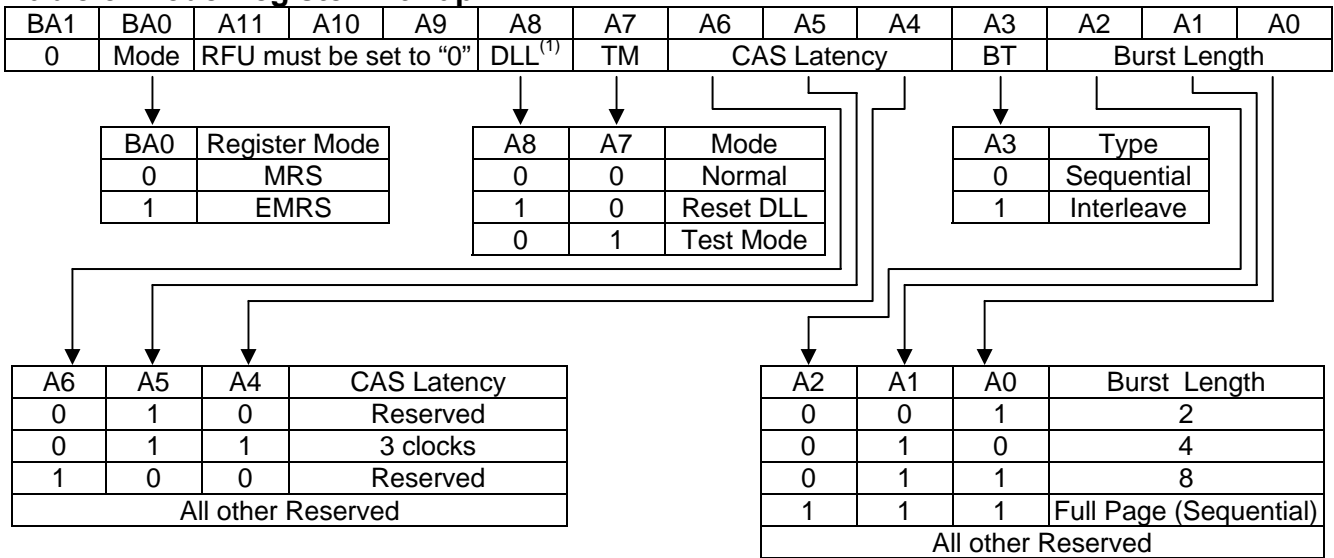 BA1 BA0 A11 A10 A9 A8 A7 A6 A5 A4 A3 A2 A1 A0
0 Mode RFU must be set to “0” DLL(1) TM CAS Latency BT Burst Length
BA0 Register Mode
0 MRS
1 EMRS
A8 A7 Mode
0 0 Normal
1 0 Reset DLL
0 1 Test Mode
A3 Type
0 Sequential
1 Interleave
A6 A5 A4 CAS Latency
0 1 0 Reserved
0 1 1 3 clocks
1 0 0 Reserved
All other Reserved
A2 A1 A0 Burst Length
0 0 1 2
0 1 0 4
0 1 1 8
1 1 1 Full Page (Sequential)
All other Reserved